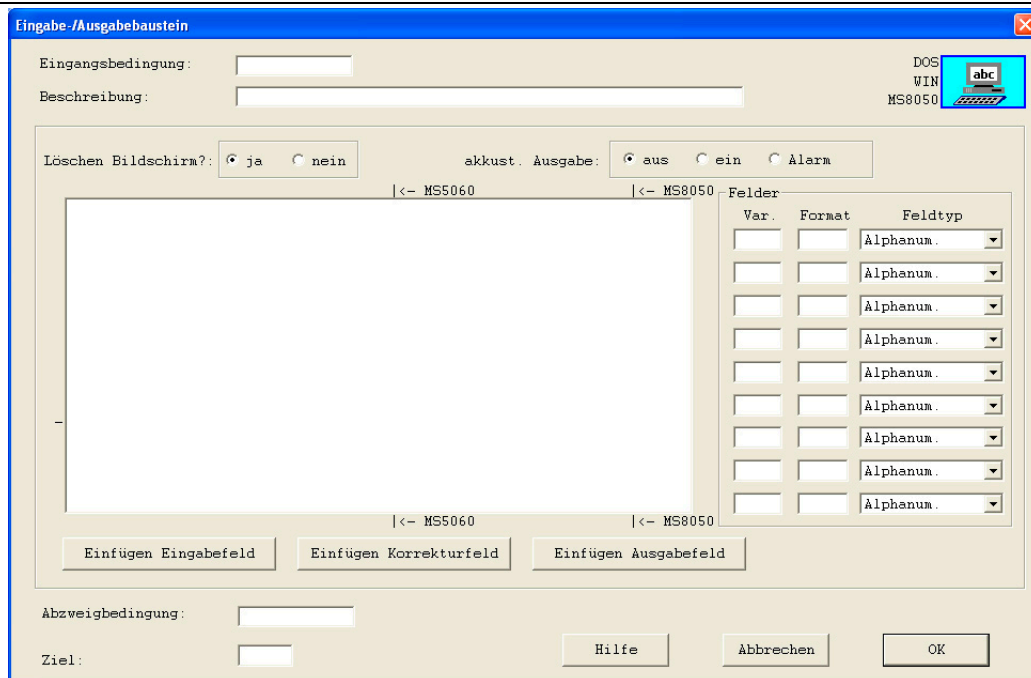 Eingabe-/Ausgabebaustein
Eingangsbedingung:
Beschreibung:
DOS
WIN
MS8050
abc
Löschen Bildschirm?: ja nein
akkust. Ausgabe: aus ein Alarm
|<- MS5060 |<- MS8050
Felder
Var. Format Feldtyp
Alphanum.
Alphanum.
Alphanum.
Alphanum.
Alphanum.
Alphanum.
Alphanum.
Alphanum.
Alphanum.
|<- MS5060 |<- MS8050
Einfügen Eingabefeld Einfügen Korrekturfeld Einfügen Ausgabefeld
Abzweigbedingung:
Ziel:
Hilfe Abbrechen OK